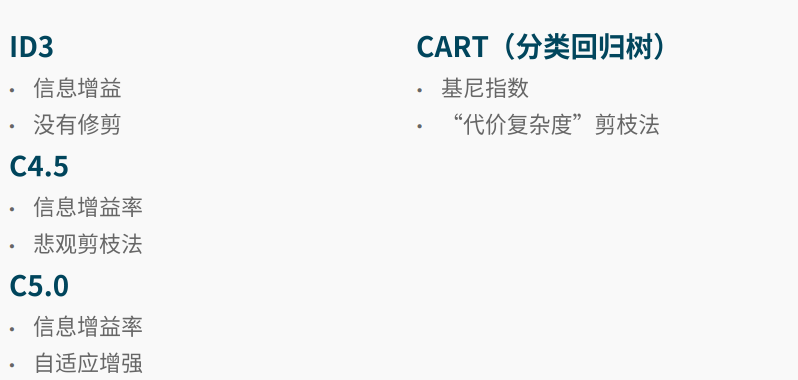 ID3
• 信息增益
• 没有修剪
C4.5
• 信息增益率
• 悲观剪枝法
C5.0
• 信息增益率
• 自适应增强
CART（分类回归树）
• 基尼指数
• “代价复杂度”剪枝法